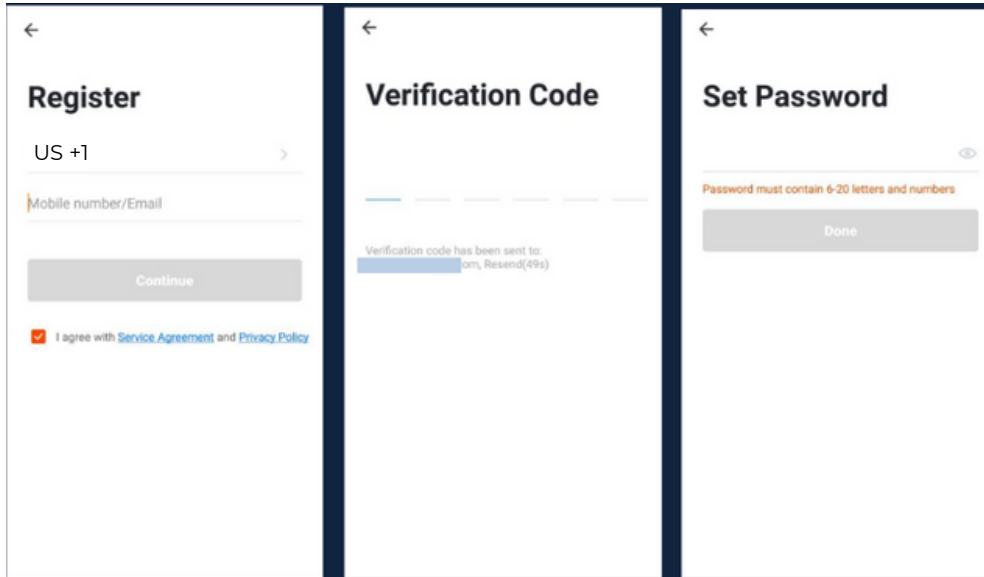 Register
US +1
Mobile number/Email
Continue
I agree with Service Agreement and Privacy Policy
Verification Code
Verification code has been sent to:
om, Resend(49s)
Set Password
Password must contain 6-20 letters and numbers
Done